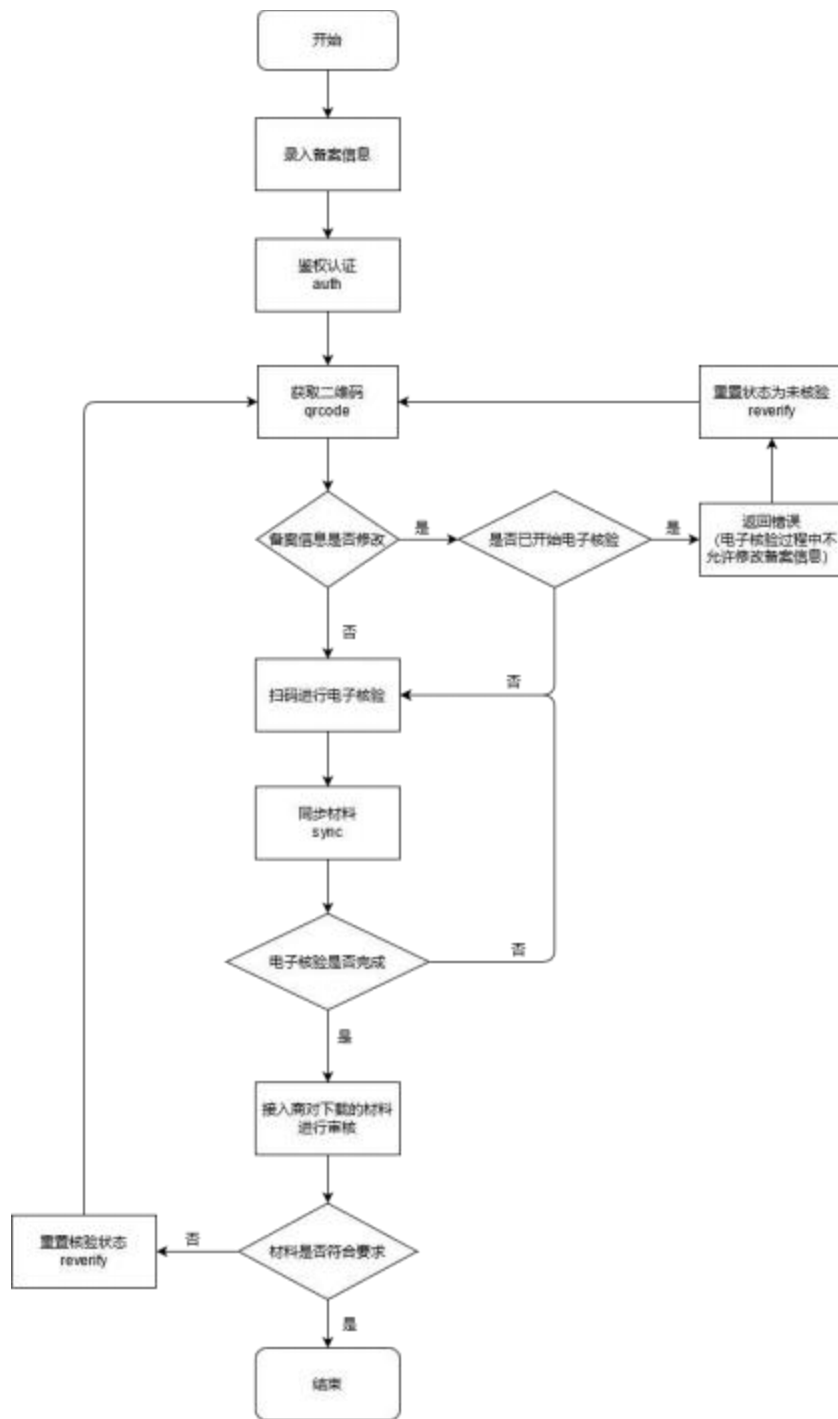 开始
录入备案信息
鉴权认证
auth
获取二维码
qrcode
重置状态为未核验
reverify
备案信息是否修改
是
是否已开始电子核验
是
返回错误
（电子核验过程中不
允许修改备案信息）
否
扫码进行电子核验
否
同步材料
sync
电子核验是否完成
否
是
接入商对下载的材料
进行审核
重置核验状态
reverify
否
材料是否符合要求
是
结束